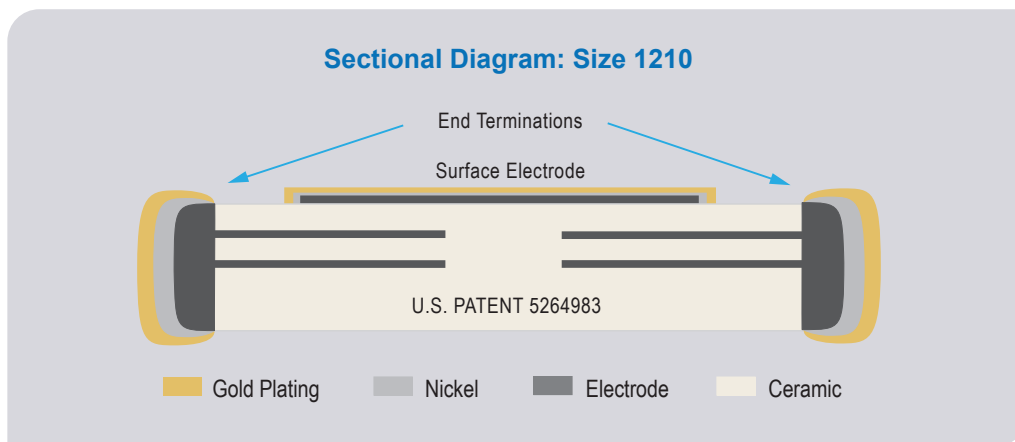 Sectional Diagram: Size 1210
End Terminations
Surface Electrode
U.S. PATENT 5264983
Gold Plating Nickel Electrode Ceramic